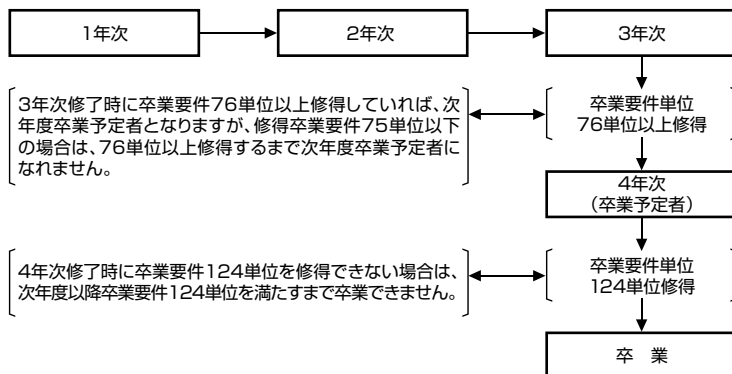 1年次
2年次
3年次
3年次修了時に卒業要件76単位以上修得していれば、次
年度卒業予定者となりますが、修得卒業要件75単位以下
の場合は、76単位以上修得するまで次年度卒業予定者に
なれません。
卒業要件単位
76単位以上修得
4年次
(卒業予定者)
4年次修了時に卒業要件124単位を修得できない場合は、
次年度以降卒業要件124単位を満たすまで卒業できません。
卒業要件単位
124単位修得
卒　業